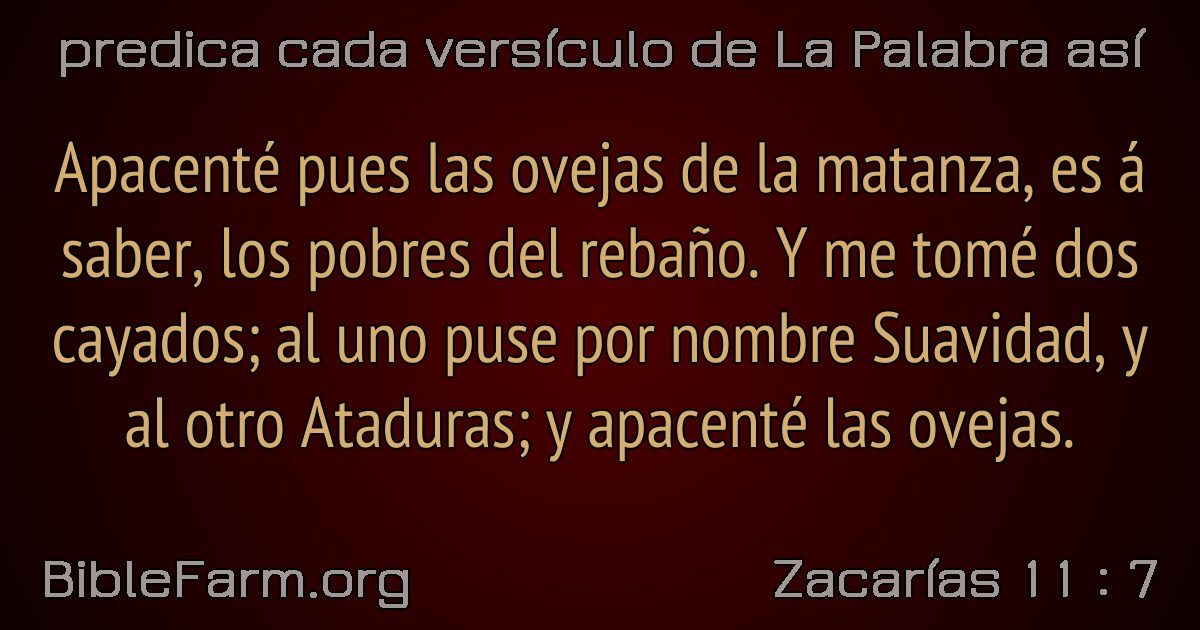 predica cada versículo de La Palabra así
Apacenté pues las ovejas de la matanza, es á
saber, los pobres del rebaño. Y me tomé dos
cayados; al uno puse por nombre Suavidad, y
al otro Ataduras; y apacenté las ovejas.
BibleFarm.org
Zacarías 11 : 7